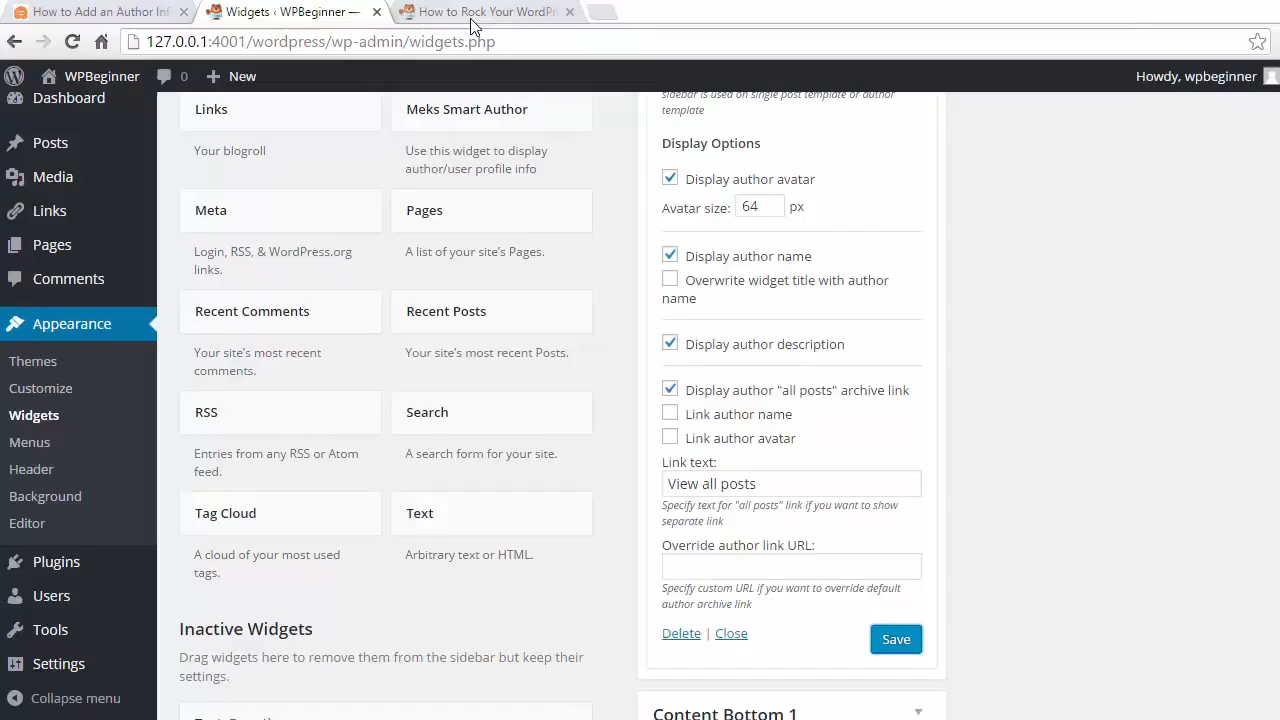 How to Add an Author Inf
Widgets ‹ WPBeginner —
How to Rock Your WordPr
127.0.0.1:4001/wordpress/wp-admin/widgets.php
WPBeginner
0
New
Howdy, wpbeginner
Dashboard
Posts
Media
Links
Pages
Comments
Appearance
Themes
Customize
Widgets
Menus
Header
Background
Editor
Plugins
Users
Tools
Settings
Collapse menu
Links
Your blogroll
Meks Smart Author
Use this widget to display
author/user profile info
Meta
Login, RSS, & WordPress.org
links.
Pages
A list of your site's Pages.
Recent Comments
Your site's most recent
comments.
Recent Posts
Your site's most recent Posts.
RSS
Entries from any RSS or Atom
feed.
Search
A search form for your site.
Tag Cloud
A cloud of your most used
tags.
Text
Arbitrary text or HTML.
Inactive Widgets
Drag widgets here to remove them from the sidebar but keep their
settings.
sidebar is used on single post template or author
template
Display Options
Display author avatar
Avatar size: 64 px
Display author name
Overwrite widget title with author
name
Display author description
Display author "all posts" archive link
Link author name
Link author avatar
Link text:
View all posts
Specify text for "all posts" link if you want to show
separate link
Override author link URL:
Specify custom URL if you want to override default
author archive link
Delete | Close
Save
Content Bottom 1